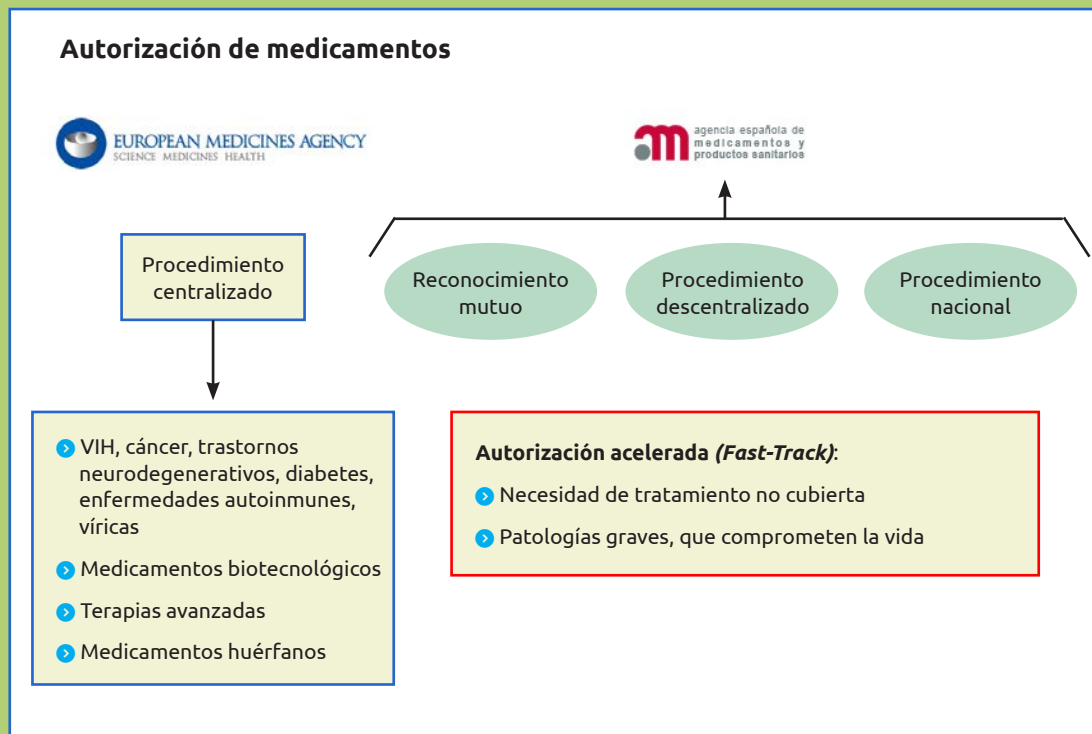 Autorización de medicamentos
EUROPEAN MEDICINES AGENCY
SCIENCE MEDICINES HEALTH
am
agencia española de
medicamentos y
productos sanitarios
Procedimiento
centralizado
Reconocimiento
mutuo
Procedimiento
descentralizado
Procedimiento
nacional
VIH, cáncer, trastornos
neurodegenerativos, diabetes,
enfermedades autoinmunes,
víricas
Medicamentos biotecnológicos
Terapias avanzadas
Medicamentos huérfanos
Autorización acelerada (Fast-Track):
Necesidad de tratamiento no cubierta
Patologías graves, que comprometen la vida